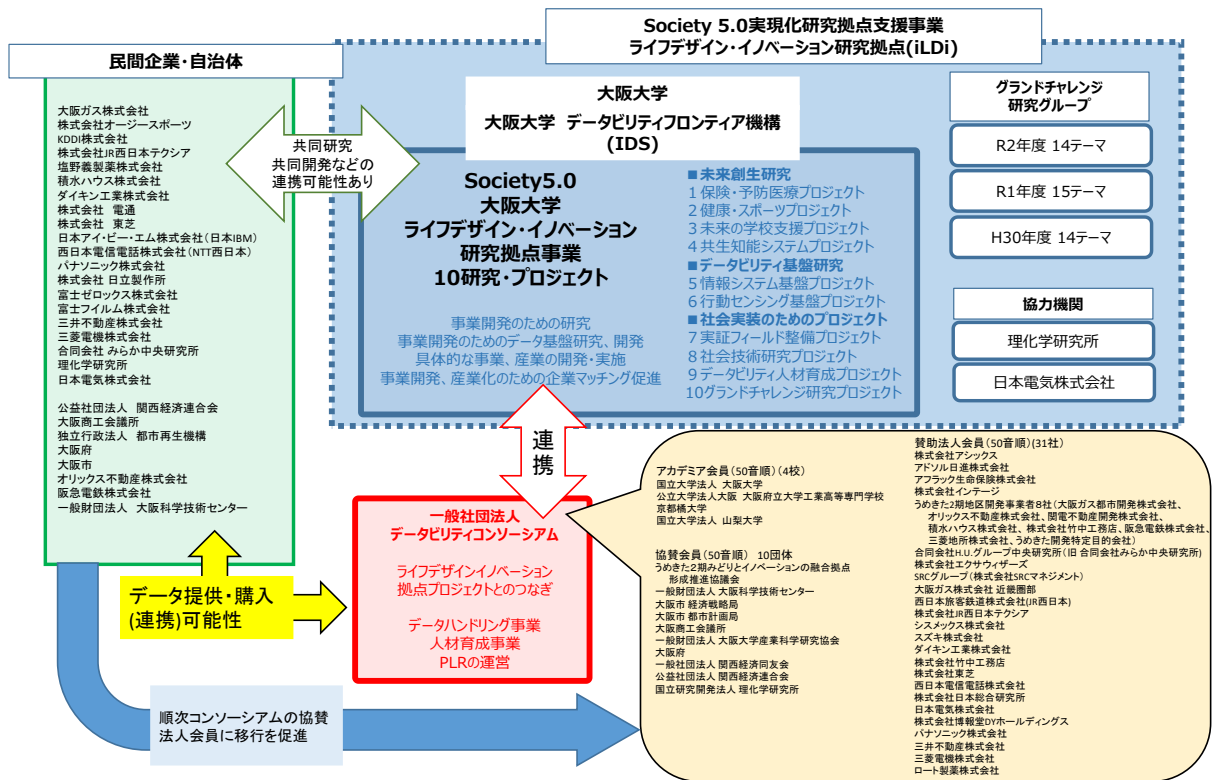 Society 5.0実現化研究拠点支援事業
ライフデザイン・イノベーション研究拠点(iLDi)
民間企業・自治体
大阪ガス株式会社
株式会社オージースポーツ
KDDI株式会社
株式会社JR西日本テクシア
塩野義製薬株式会社
積水ハウス株式会社
ダイキン工業株式会社
株式会社 電通
株式会社 東芝
日本アイ・ビー・エム株式会社(日本IBM)
西日本電信電話株式会社(NTT西日本)
パナソニック株式会社
株式会社 日立製作所
富士ゼロックス株式会社
富士フイルム株式会社
三井不動産株式会社
三菱電機株式会社
合同会社 みらか中央研究所
理化学研究所
日本電気株式会社
公益社団法人 関西経済連合会
大阪商工会議所
独立行政法人 都市再生機構
大阪府
大阪市
オリックス不動産株式会社
阪急電鉄株式会社
一般財団法人 大阪科学技術センター
共同研究
共同開発などの
連携可能性あり
大阪大学
大阪大学 データビリティフロンティア機構
(IDS)
Society5.0
大阪大学
ライフデザイン・イノベーション
研究拠点事業
10研究・プロジェクト
事業開発のための研究
事業開発のためのデータ基盤研究、開発
具体的な事業、産業の開発・実施
事業開発、産業化のための企業マッチング促進
■未来創生研究
1保険・予防医療プロジェクト
2健康・スポーツプロジェクト
3未来の学校支援プロジェクト
4共生知能システムプロジェクト
■データビリティ基盤研究
5情報システム基盤プロジェクト
6行動センシング基盤プロジェクト
■社会実装のためのプロジェクト
7実証フィールド整備プロジェクト
8社会技術研究プロジェクト
9データビリティ人材育成プロジェクト
10グランドチャレンジ研究プロジェクト
グランドチャレンジ
研究グループ
R2年度 14テーマ
R1年度 15テーマ
H30年度 14テーマ
協力機関
理化学研究所
日本電気株式会社
連携
一般社団法人
データビリティコンソーシアム
ライフデザインイノベーション
拠点プロジェクトとのつなぎ
データハンドリング事業
人材育成事業
PLRの運営
データ提供・購入
(連携)可能性
順次コンソーシアムの協賛
法人会員に移行を促進
アカデミア会員(50音順)(4校)
国立大学法人 大阪大学
公立大学法人大阪 大阪府立大学工業高等専門学校
京都橘大学
国立大学法人 山梨大学
協賛会員(50音順) 10団体
うめきた2期みどりとイノベーションの融合拠点
形成推進協議会
一般財団法人 大阪科学技術センター
大阪市 経済戦略局
大阪市 都市計画局
大阪商工会議所
一般財団法人 大阪大学産業科学研究協会
大阪府
一般社団法人 関西経済同友会
公益社団法人 関西経済連合会
国立研究開発法人 理化学研究所
賛助法人会員(50音順)(31社)
株式会社アシックス
アドソル日進株式会社
アフラック生命保険株式会社
株式会社インテージ
うめきた2期地区開発事業者8社(大阪ガス都市開発株式会社、
オリックス不動産株式会社、関電不動産開発株式会社、
積水ハウス株式会社、株式会社竹中工務店、阪急電鉄株式会社、
三菱地所株式会社、うめきた開発特定目的会社)
合同会社H.U.グループ中央研究所(旧 合同会社みらか中央研究所)
株式会社エクサウィザーズ
SRCグループ(株式会社SRCマネジメント)
大阪ガス株式会社 近畿圏部
西日本旅客鉄道株式会社(JR西日本)
株式会社JR西日本テクシア
シスメックス株式会社
スズキ株式会社
ダイキン工業株式会社
株式会社竹中工務店
株式会社東芝
西日本電信電話株式会社
株式会社日本総合研究所
日本電気株式会社
株式会社博報堂DYホールディングス
パナソニック株式会社
三井不動産株式会社
三菱電機株式会社
ロート製薬株式会社